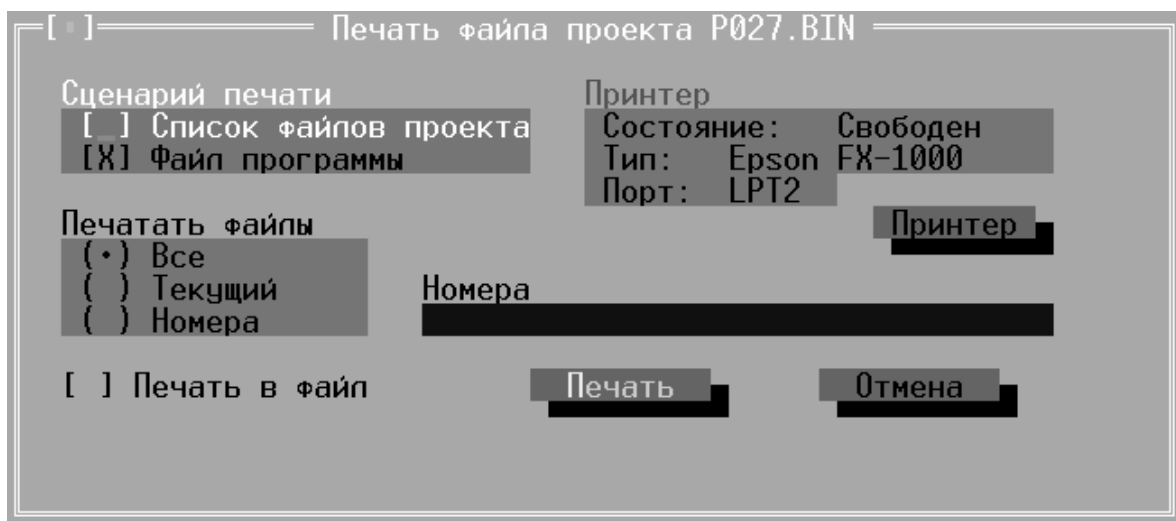 [▪] Печать файла проекта P027.BIN
Сценарий печати
[_] Список файлов проекта
[X] Файл программы
Принтер
Состояние: Свободен
Тип: Epson FX-1000
Порт: LPT2
Принтер
Печатать файлы
(•) Все
( ) Текущий
( ) Номера
Номера
[ ] Печать в файл
Печать
Отмена